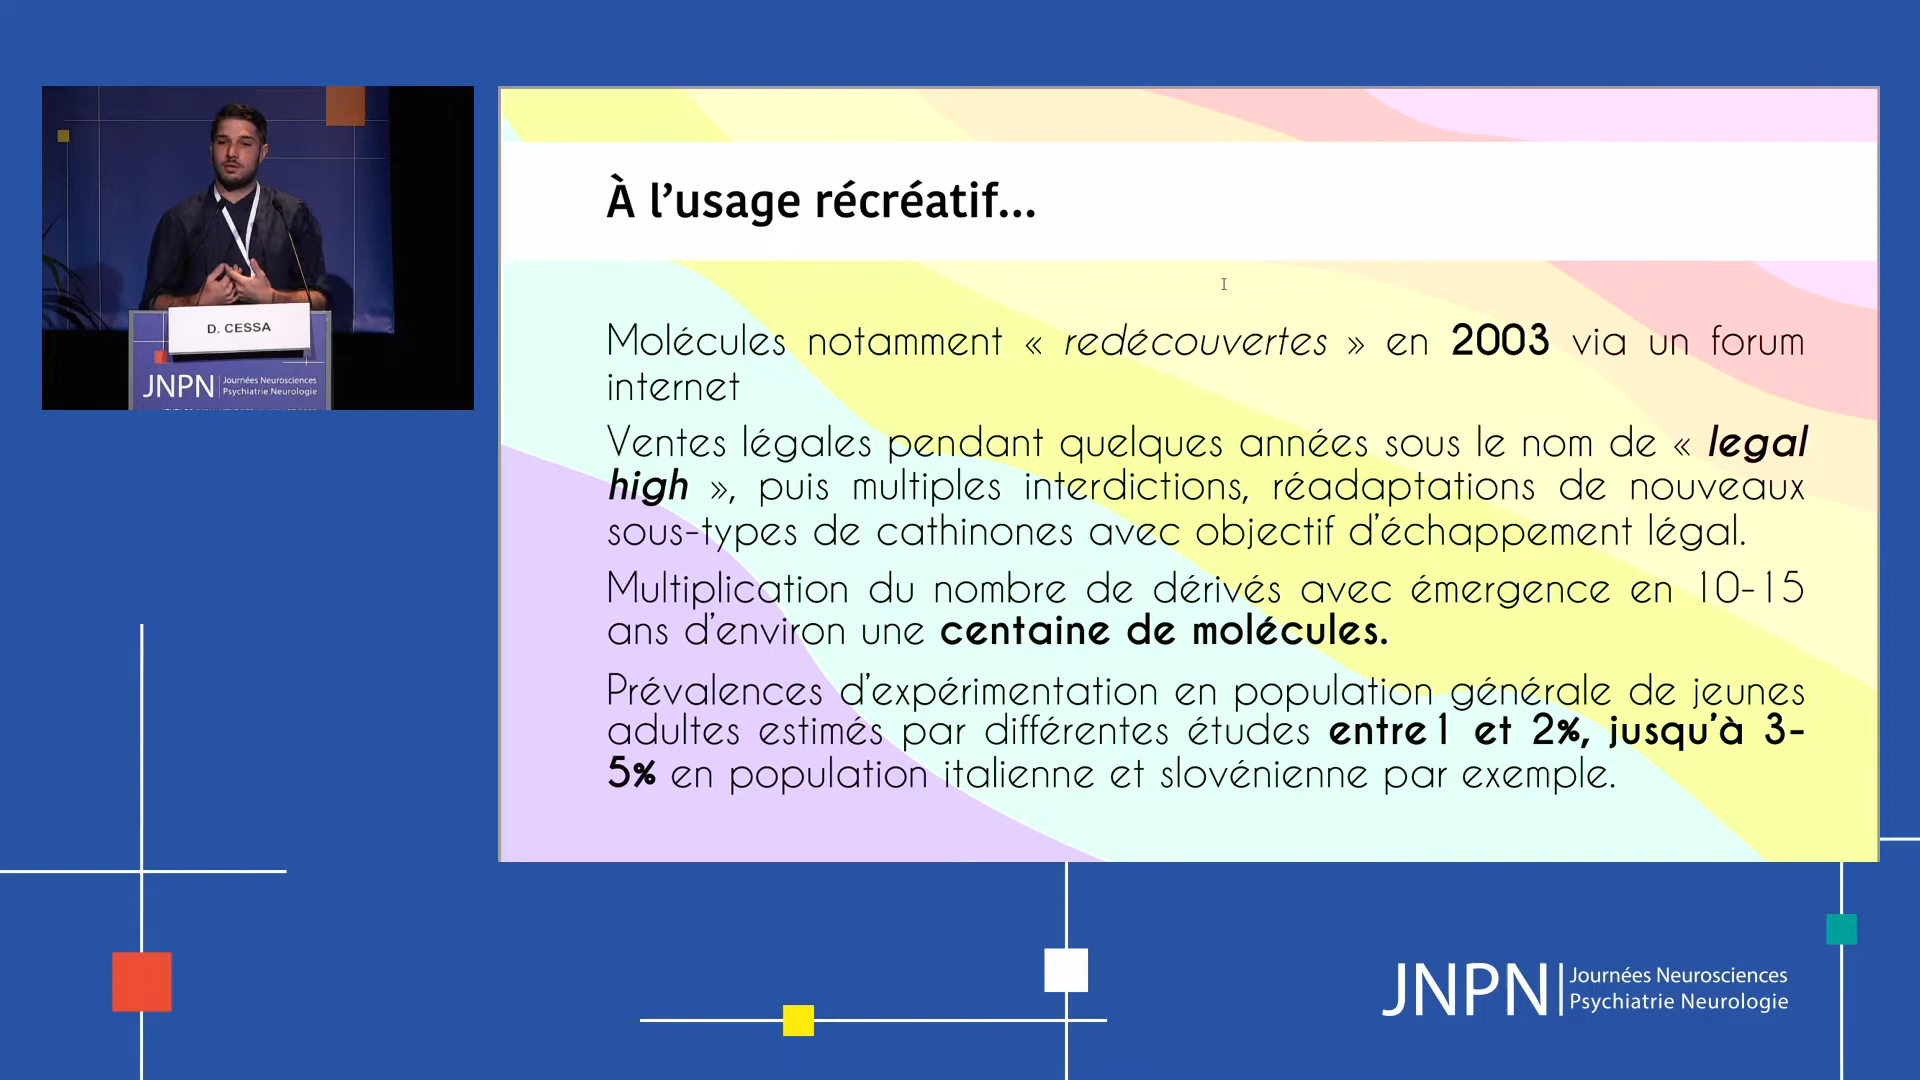 D. CESSA
JNPN
Journées Neurosciences
Psychiatrie Neurologie
À l’usage récréatif...
Molécules notamment « redécouvertes » en 2003 via un forum
internet
Ventes légales pendant quelques années sous le nom de « legal
high », puis multiples interdictions, réadaptations de nouveaux
sous-types de cathinones avec objectif d’échappement légal.
Multiplication du nombre de dérivés avec émergence en 10-15
ans d’environ une centaine de molécules.
Prévalences d’expérimentation en population générale de jeunes
adultes estimés par différentes études entre 1 et 2%, jusqu’à 3-
5% en population italienne et slovénienne par exemple.
JNPN
Journées Neurosciences
Psychiatrie Neurologie